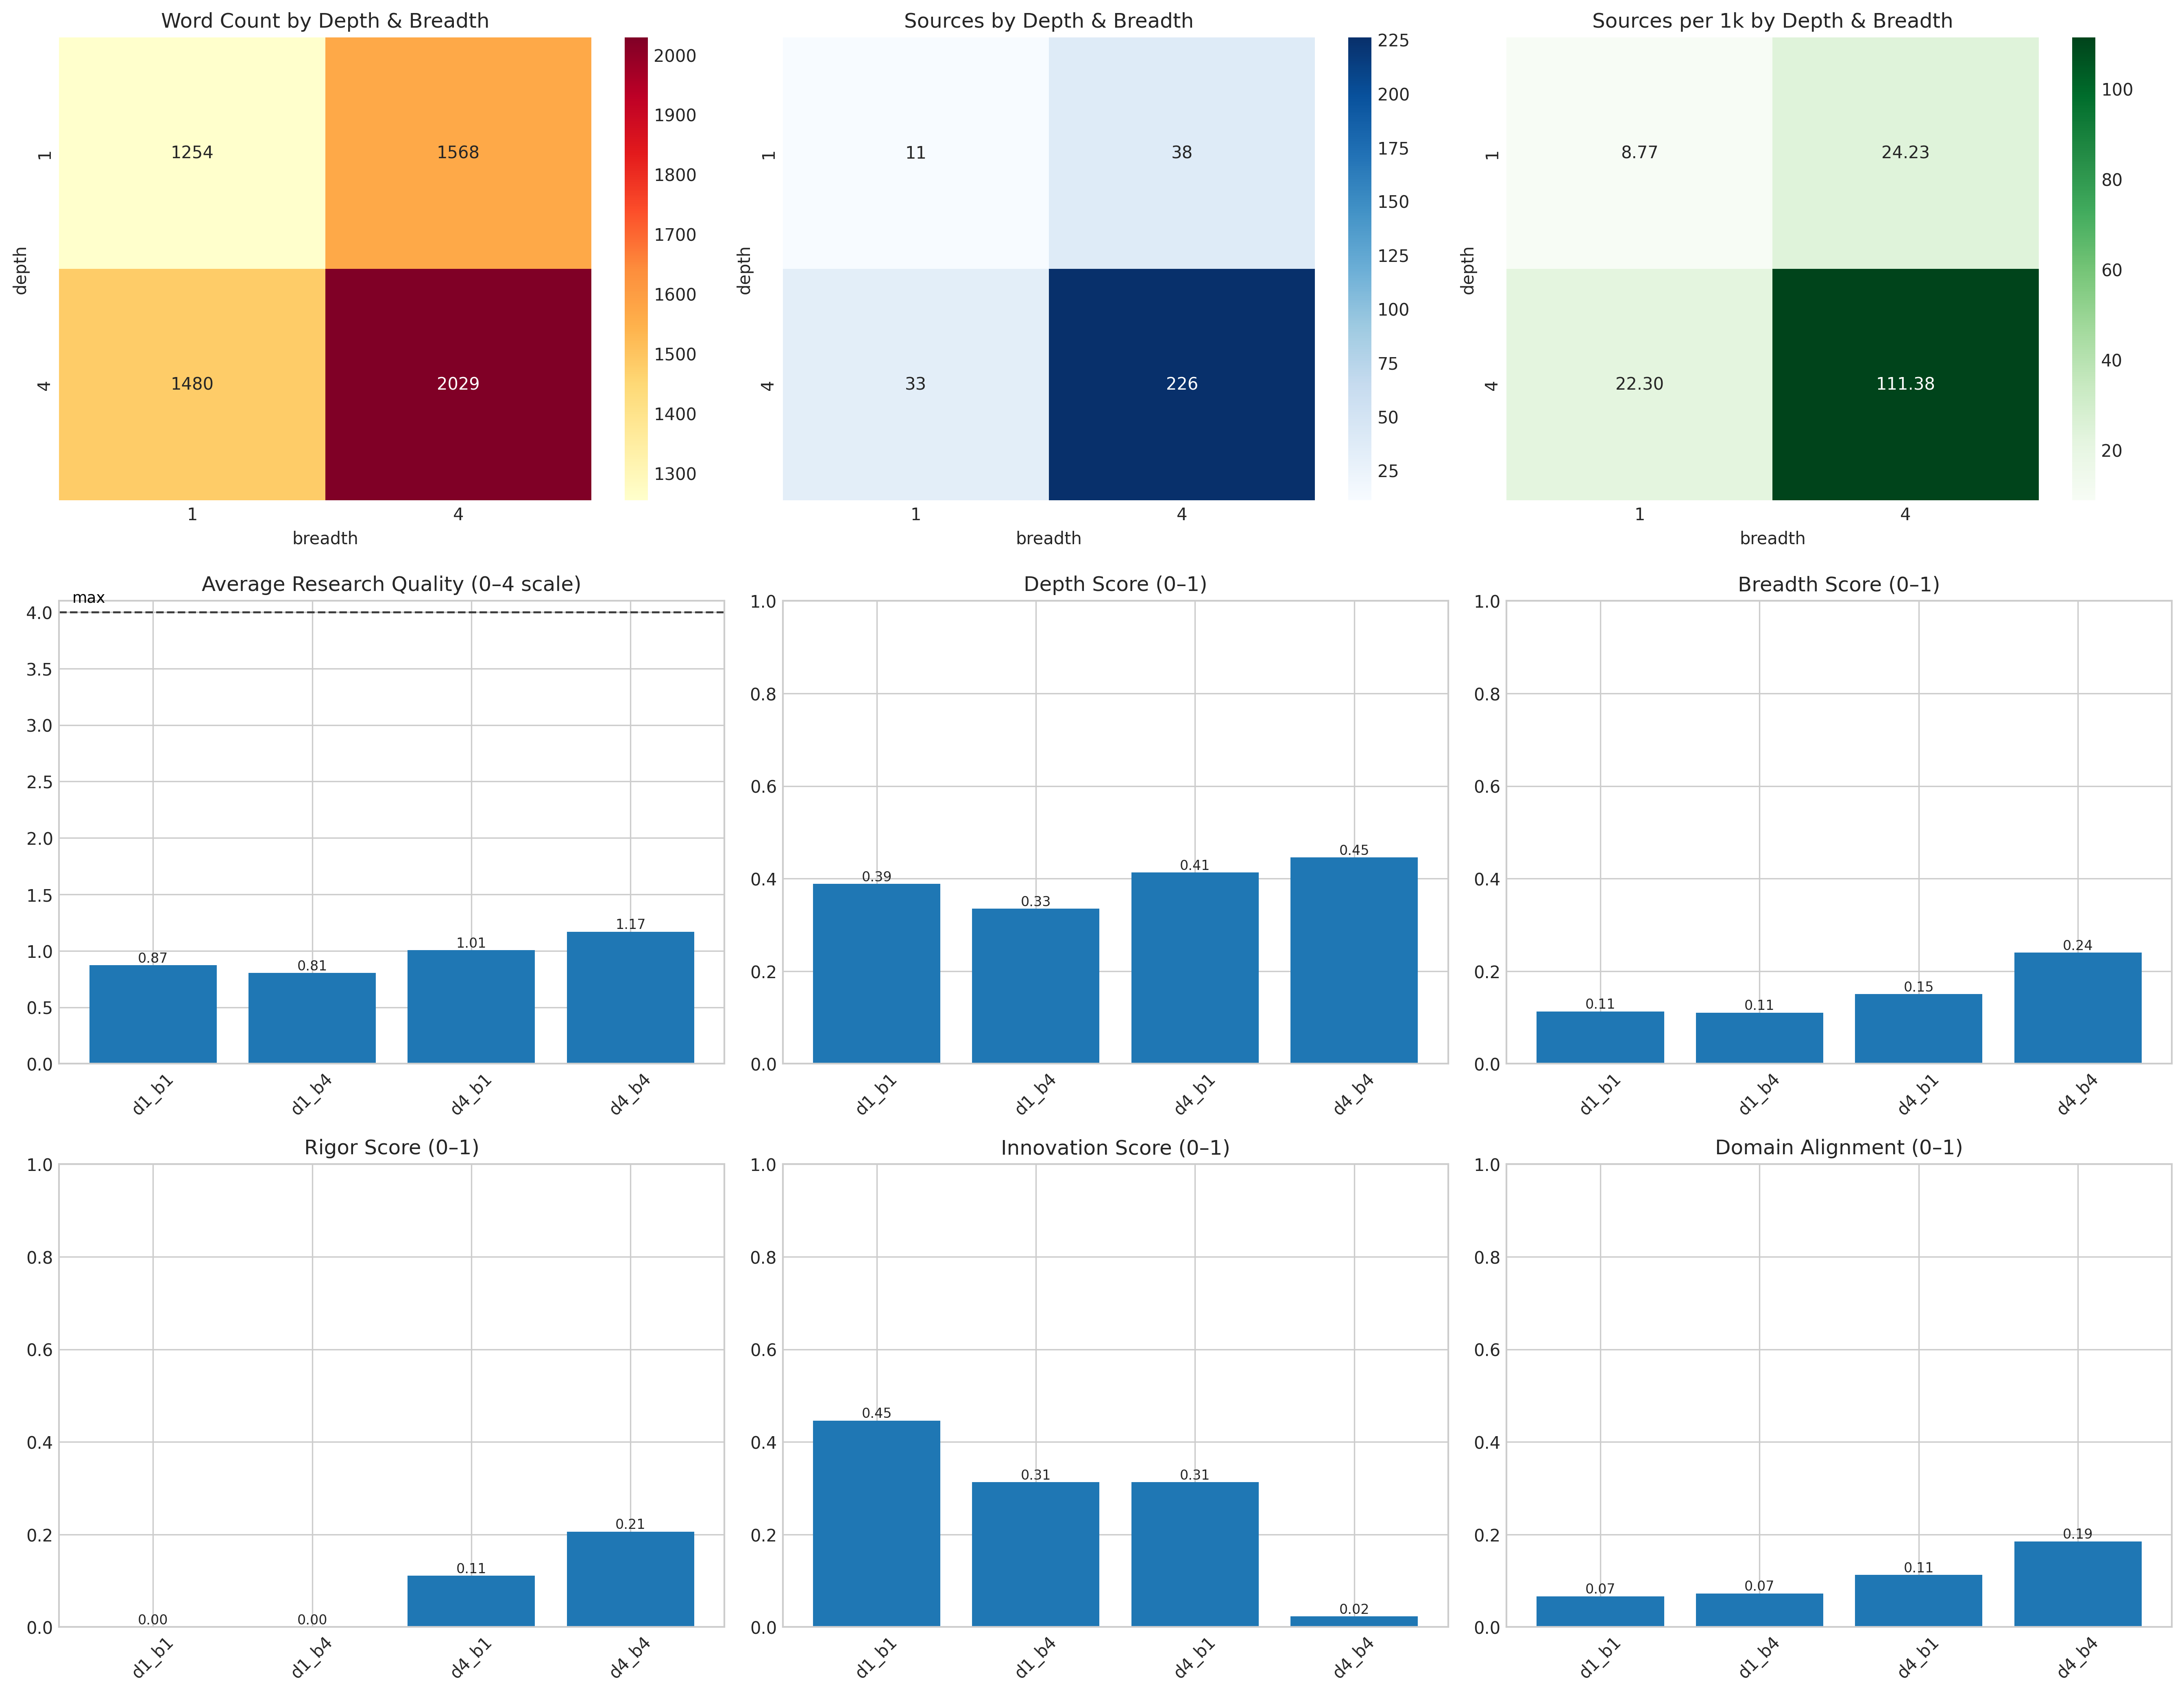 Word Count by Depth & Breadth
1254 1568
1480 2029
1
4
depth
1 4
breadth
2000
1900
1800
1700
1600
1500
1400
1300
Sources by Depth & Breadth
11 38
33 226
1
4
depth
1 4
breadth
225
200
175
150
125
100
75
50
25
Sources per 1k by Depth & Breadth
8.77 24.23
22.30 111.38
1
4
depth
1 4
breadth
100
80
60
40
20
Average Research Quality (0–4 scale)
max
4.0
3.5
3.0
2.5
2.0
1.5
1.0
0.5
0.0
0.87 0.81 1.01 1.17
d1_b1 d1_b4 d4_b1 d4_b4
Depth Score (0–1)
1.0
0.8
0.6
0.4
0.2
0.0
0.39 0.33 0.41 0.45
d1_b1 d1_b4 d4_b1 d4_b4
Breadth Score (0–1)
1.0
0.8
0.6
0.4
0.2
0.0
0.11 0.11 0.15 0.24
d1_b1 d1_b4 d4_b1 d4_b4
Rigor Score (0–1)
1.0
0.8
0.6
0.4
0.2
0.0
0.00 0.00 0.11 0.21
d1_b1 d1_b4 d4_b1 d4_b4
Innovation Score (0–1)
1.0
0.8
0.6
0.4
0.2
0.0
0.45 0.31 0.31 0.02
d1_b1 d1_b4 d4_b1 d4_b4
Domain Alignment (0–1)
1.0
0.8
0.6
0.4
0.2
0.0
0.07 0.07 0.11 0.19
d1_b1 d1_b4 d4_b1 d4_b4